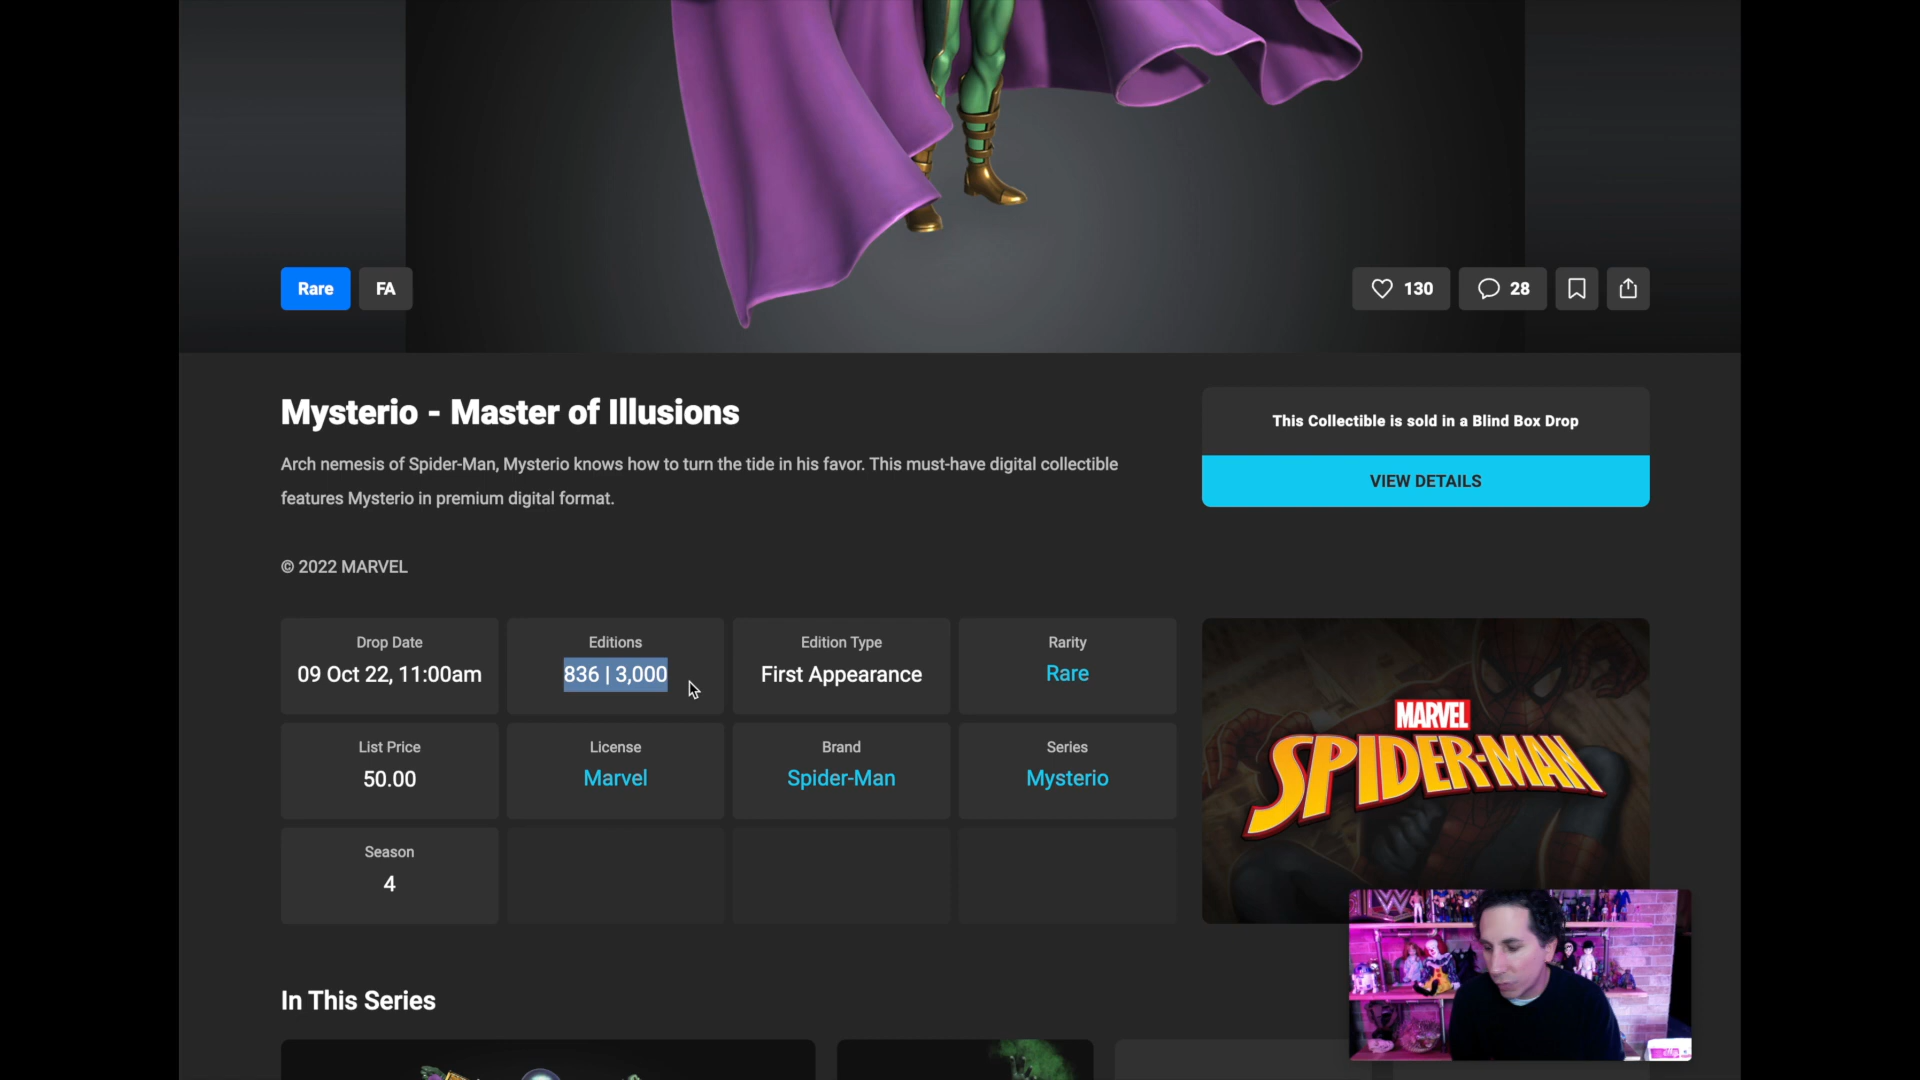 Rare
FA
130
28
Mysterio - Master of Illusions
Arch nemesis of Spider-Man, Mysterio knows how to turn the tide in his favor. This must-have digital collectible
features Mysterio in premium digital format.
© 2022 MARVEL
This Collectible is sold in a Blind Box Drop
VIEW DETAILS
Drop Date
09 Oct 22, 11:00am
Editions
836 | 3,000
Edition Type
First Appearance
Rarity
Rare
List Price
50.00
License
Marvel
Brand
Spider-Man
Series
Mysterio
Season
4
MARVEL
SPIDER-MAN
In This Series